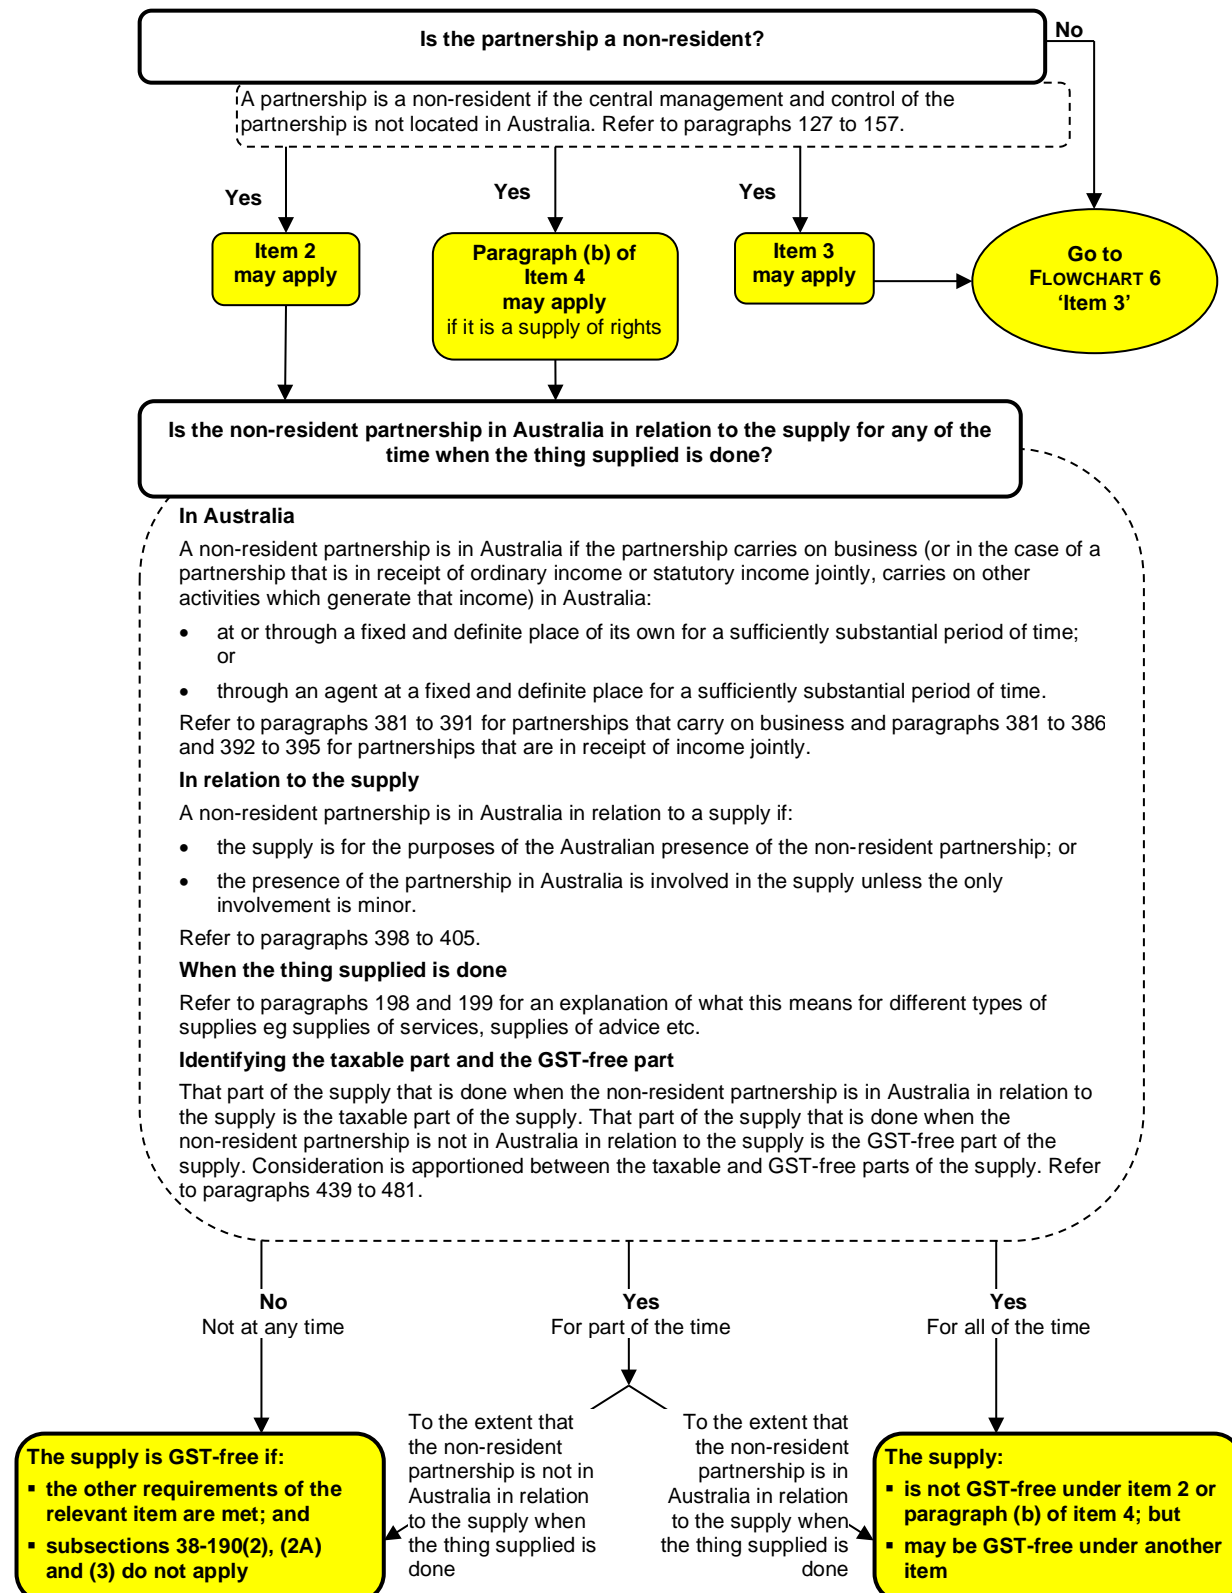 Is the partnership a non-resident?
No
A partnership is a non-resident if the central management and control of the
partnership is not located in Australia. Refer to paragraphs 127 to 157.
Yes
Yes
Yes
Item 2
may apply
Paragraph (b) of
Item 4
may apply
if it is a supply of rights
Item 3
may apply
Go to
FLOWCHART 6
‘Item 3’
Is the non-resident partnership in Australia in relation to the supply for any of the
time when the thing supplied is done?
In Australia
A non-resident partnership is in Australia if the partnership carries on business (or in the case of a
partnership that is in receipt of ordinary income or statutory income jointly, carries on other
activities which generate that income) in Australia:
• at or through a fixed and definite place of its own for a sufficiently substantial period of time;
or
• through an agent at a fixed and definite place for a sufficiently substantial period of time.
Refer to paragraphs 381 to 391 for partnerships that carry on business and paragraphs 381 to 386
and 392 to 395 for partnerships that are in receipt of income jointly.
In relation to the supply
A non-resident partnership is in Australia in relation to a supply if:
• the supply is for the purposes of the Australian presence of the non-resident partnership; or
• the presence of the partnership in Australia is involved in the supply unless the only
involvement is minor.
Refer to paragraphs 398 to 405.
When the thing supplied is done
Refer to paragraphs 198 and 199 for an explanation of what this means for different types of
supplies eg supplies of services, supplies of advice etc.
Identifying the taxable part and the GST-free part
That part of the supply that is done when the non-resident partnership is in Australia in relation to
the supply is the taxable part of the supply. That part of the supply that is done when the
non-resident partnership is not in Australia in relation to the supply is the GST-free part of the
supply. Consideration is apportioned between the taxable and GST-free parts of the supply. Refer
to paragraphs 439 to 481.
No
Not at any time
Yes
For part of the time
Yes
For all of the time
The supply is GST-free if:
▪ the other requirements of the
relevant item are met; and
▪ subsections 38-190(2), (2A)
and (3) do not apply
To the extent that
the non-resident
partnership is not in
Australia in relation
to the supply when
the thing supplied is
done
To the extent that
the non-resident
partnership is in
Australia in relation
to the supply when
the thing supplied is
done
The supply:
▪ is not GST-free under item 2 or
paragraph (b) of item 4; but
▪ may be GST-free under another
item